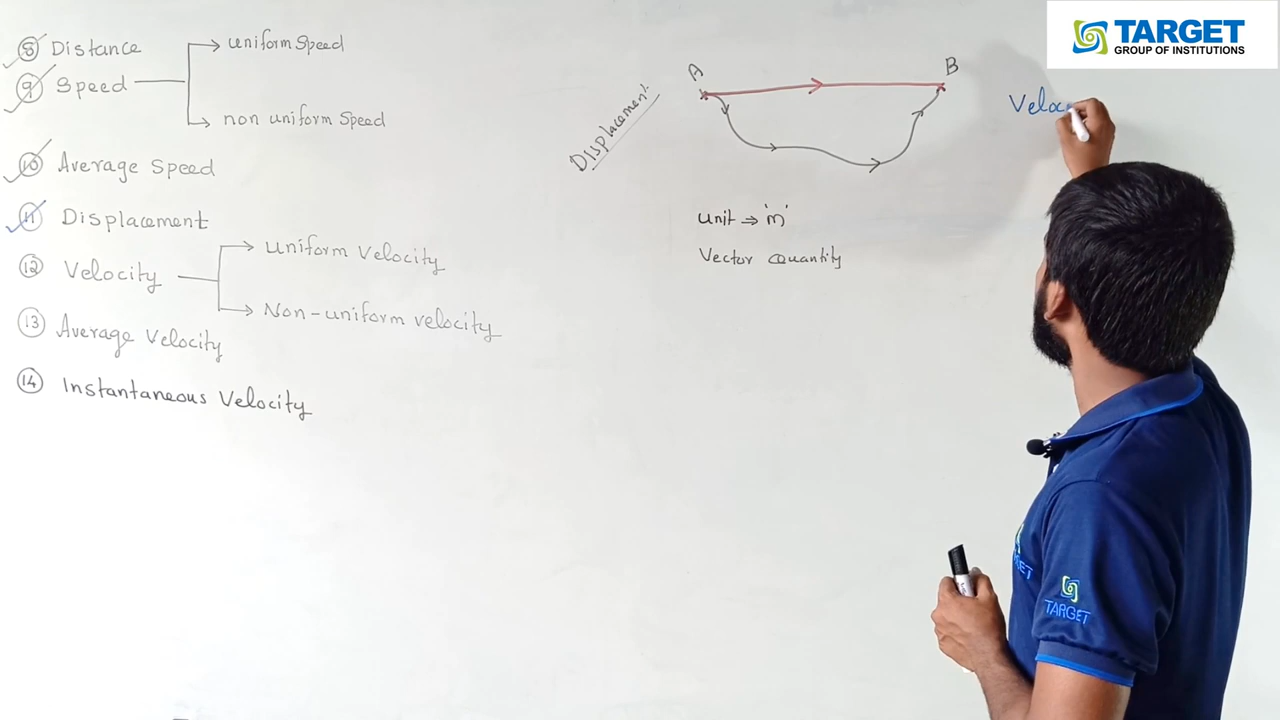 ⑧ Distance
⑨ Speed
uniform Speed
non uniform Speed
⑩ Average Speed
⑪ Displacement
⑫ Velocity
Uniform Velocity
Non-uniform velocity
⑬ Average Velocity
⑭ Instantaneous Velocity
Displacement
A
B
unit → 'm'
Vector quantity
Veloc
TARGET
GROUP OF INSTITUTIONS
TARGET